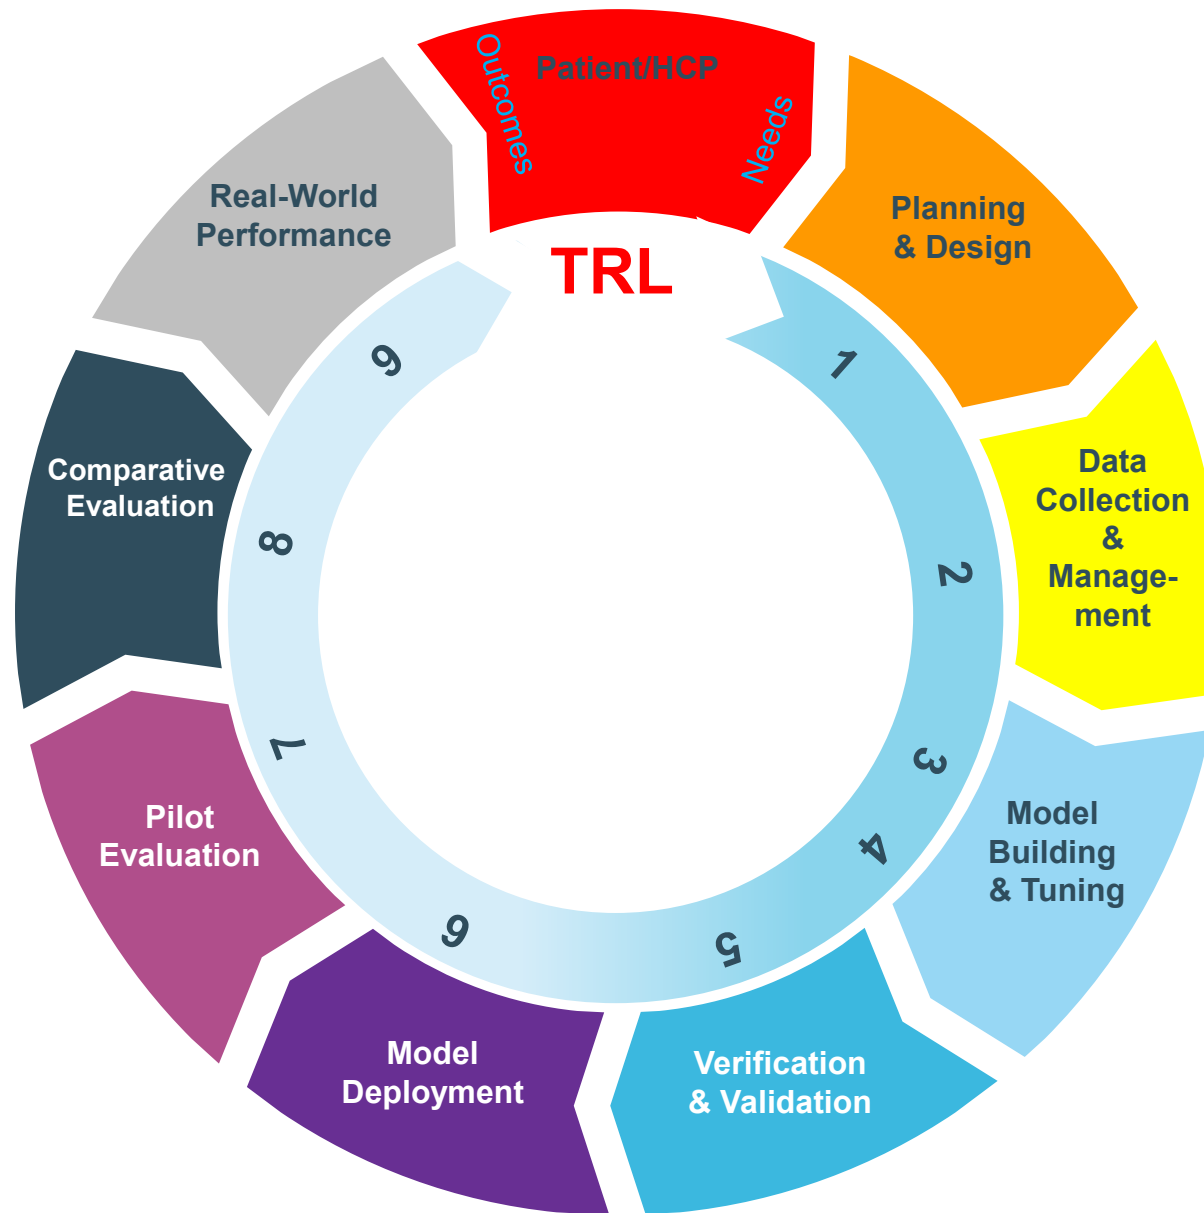 Outcomes
Patient/HCP
Needs
Planning
& Design
Data
Collection
&
Manage-
ment
Model
Building
& Tuning
Verification
& Validation
Model
Deployment
Pilot
Evaluation
Comparative
Evaluation
Real-World
Performance
TRL
1
2
3
4
5
6
7
8
9